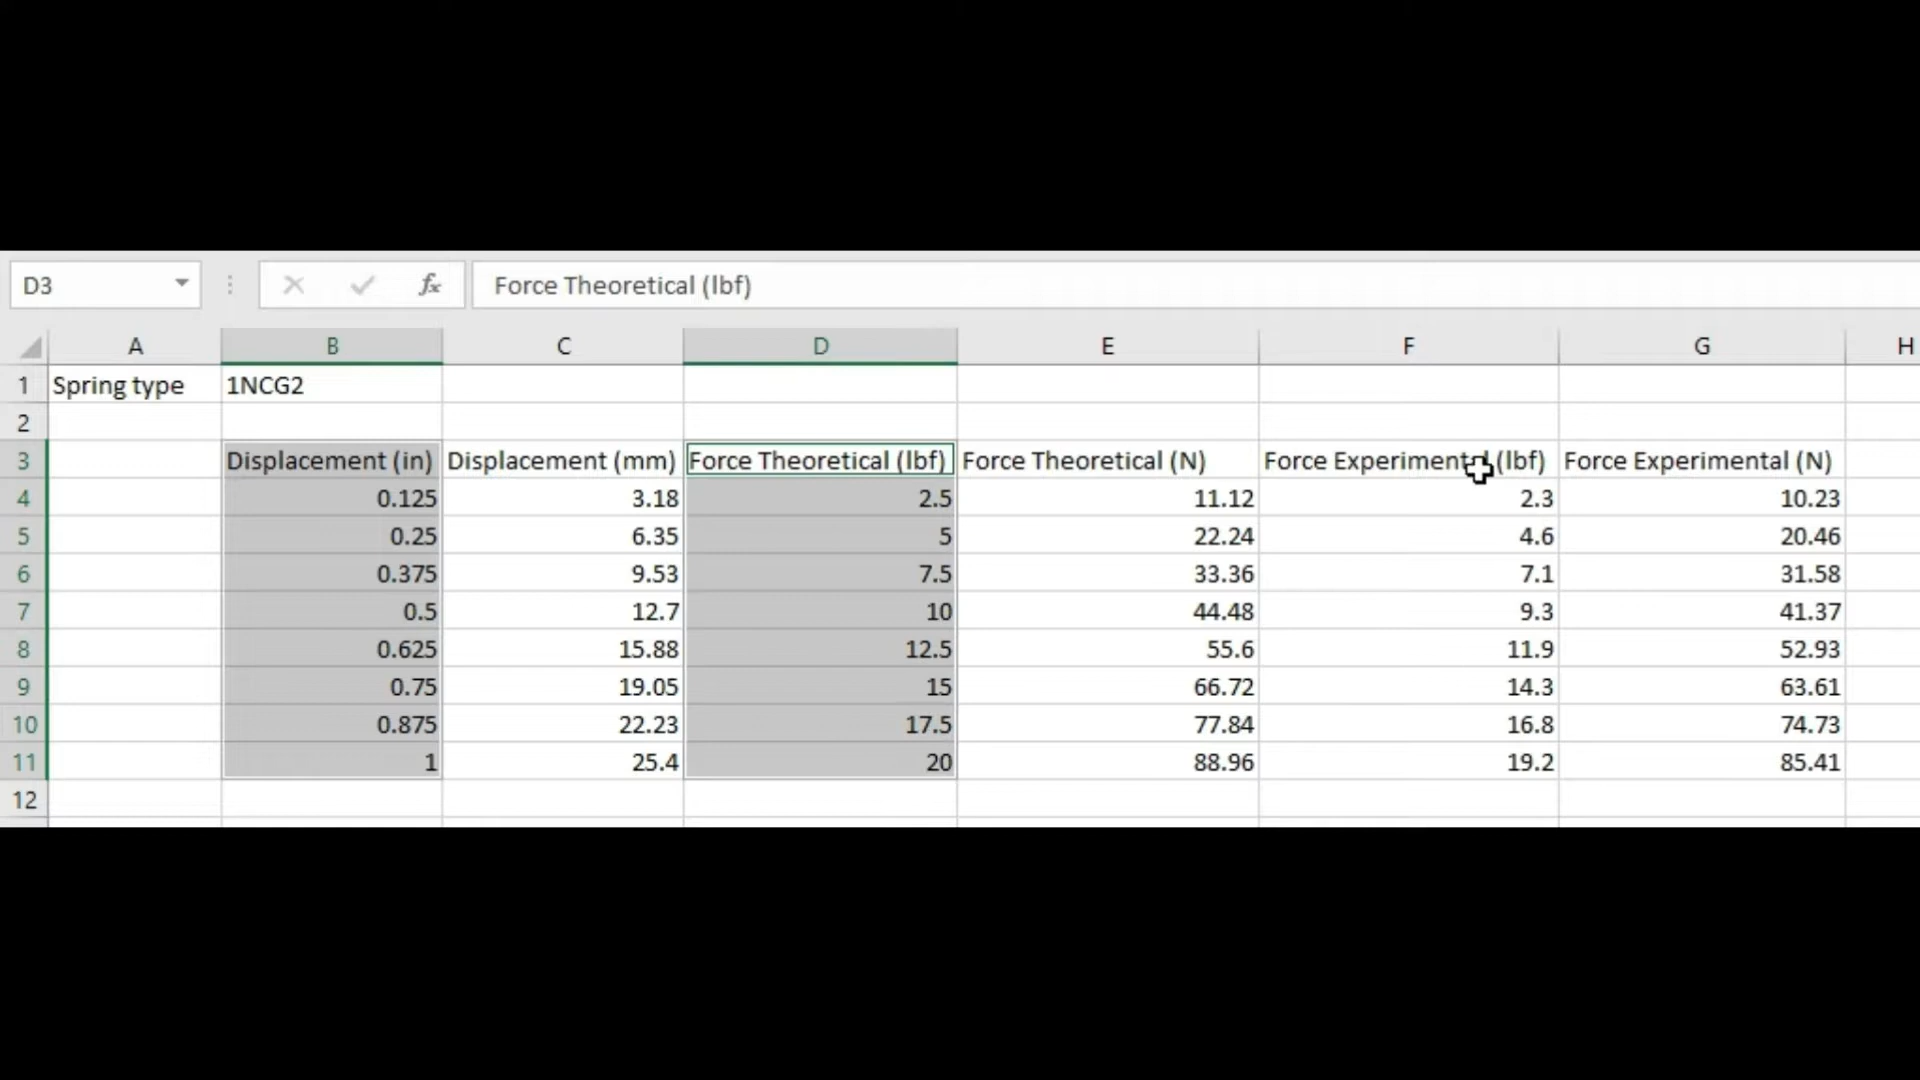 D3 fx Force Theoretical (lbf)
A B C D E F G H
1 Spring type 1NCG2
2
3 Displacement (in) Displacement (mm) Force Theoretical (lbf) Force Theoretical (N) Force Experimental (lbf) Force Experimental (N)
4 0.125 3.18 2.5 11.12 2.3 10.23
5 0.25 6.35 5 22.24 4.6 20.46
6 0.375 9.53 7.5 33.36 7.1 31.58
7 0.5 12.7 10 44.48 9.3 41.37
8 0.625 15.88 12.5 55.6 11.9 52.93
9 0.75 19.05 15 66.72 14.3 63.61
10 0.875 22.23 17.5 77.84 16.8 74.73
11 1 25.4 20 88.96 19.2 85.41
12